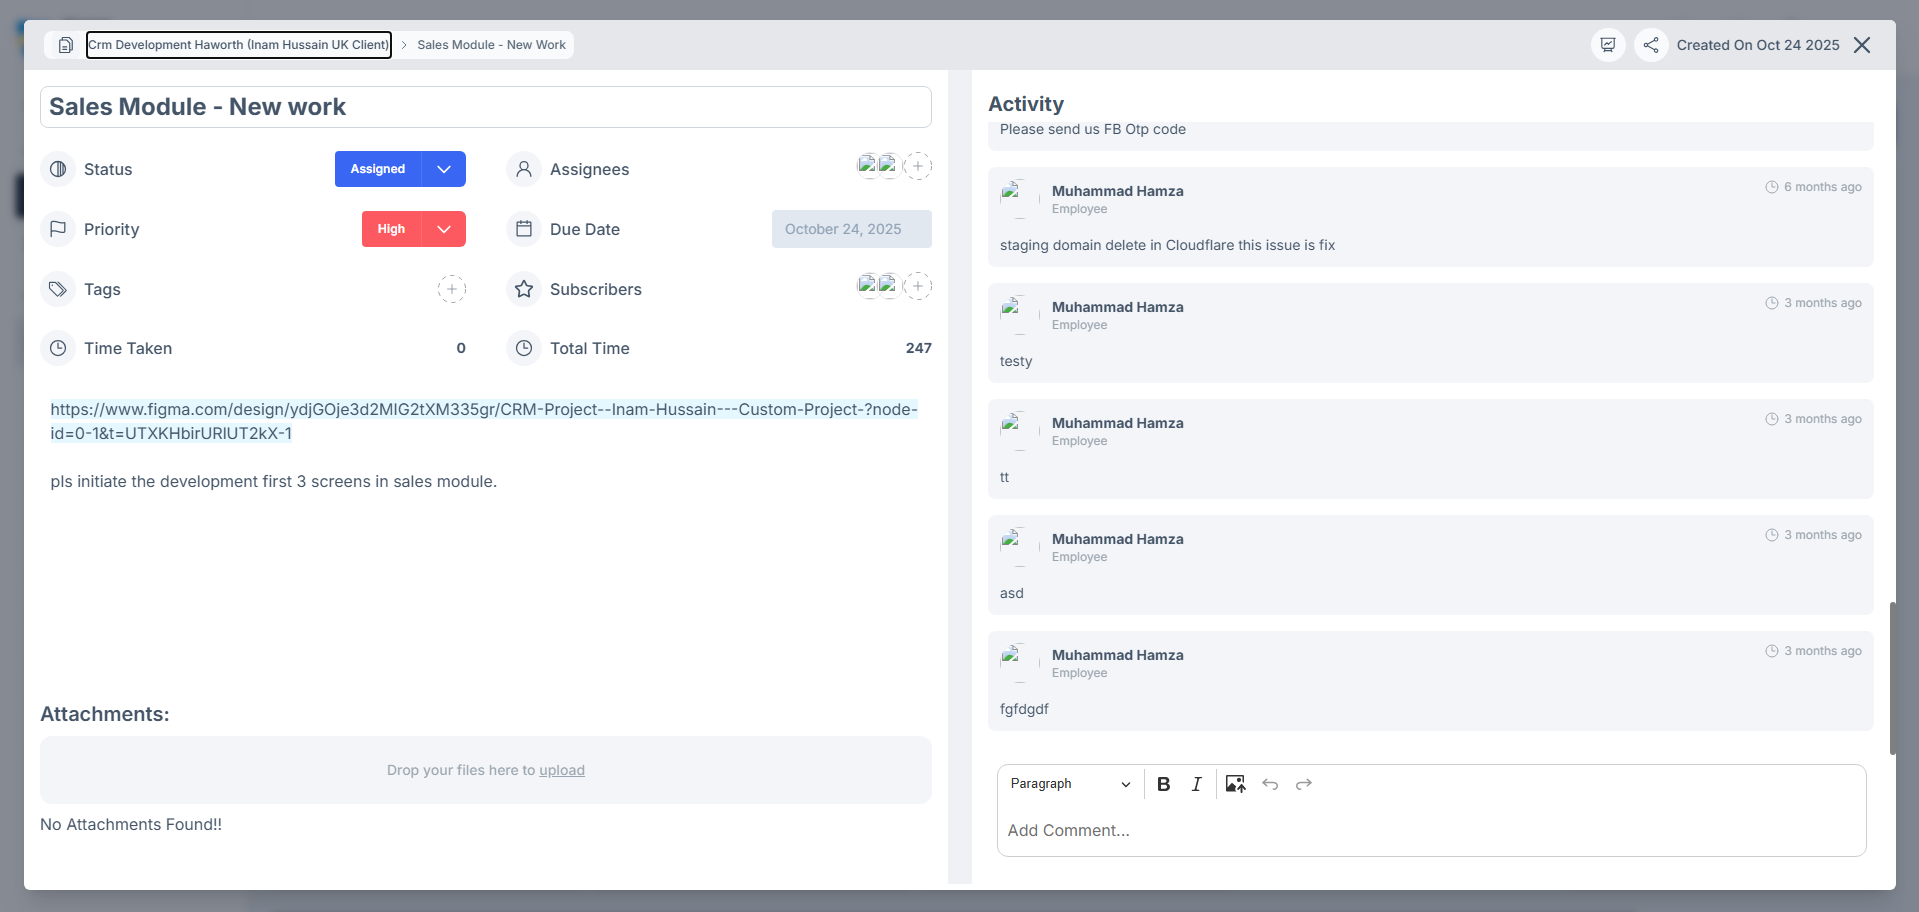 Crm Development Haworth (Inam Hussain UK Client)
Sales Module - New Work
Created On Oct 24 2025
Sales Module - New work
Status
Assigned
Assignees
Priority
High
Due Date
October 24, 2025
Tags
Subscribers
Time Taken
0
Total Time
247
https://www.figma.com/design/ydjGOje3d2MIG2tXM335gr/CRM-Project--Inam-Hussain---Custom-Project-?node-
id=0-1&t=UTXKHbirURIUT2kX-1
pls initiate the development first 3 screens in sales module.
Attachments:
Drop your files here to upload
No Attachments Found!!
Activity
Please send us FB Otp code
Muhammad Hamza
6 months ago
Employee
staging domain delete in Cloudflare this issue is fix
Muhammad Hamza
3 months ago
Employee
testy
Muhammad Hamza
3 months ago
Employee
tt
Muhammad Hamza
3 months ago
Employee
asd
Muhammad Hamza
3 months ago
Employee
fgfdgdf
Paragraph
Add Comment...